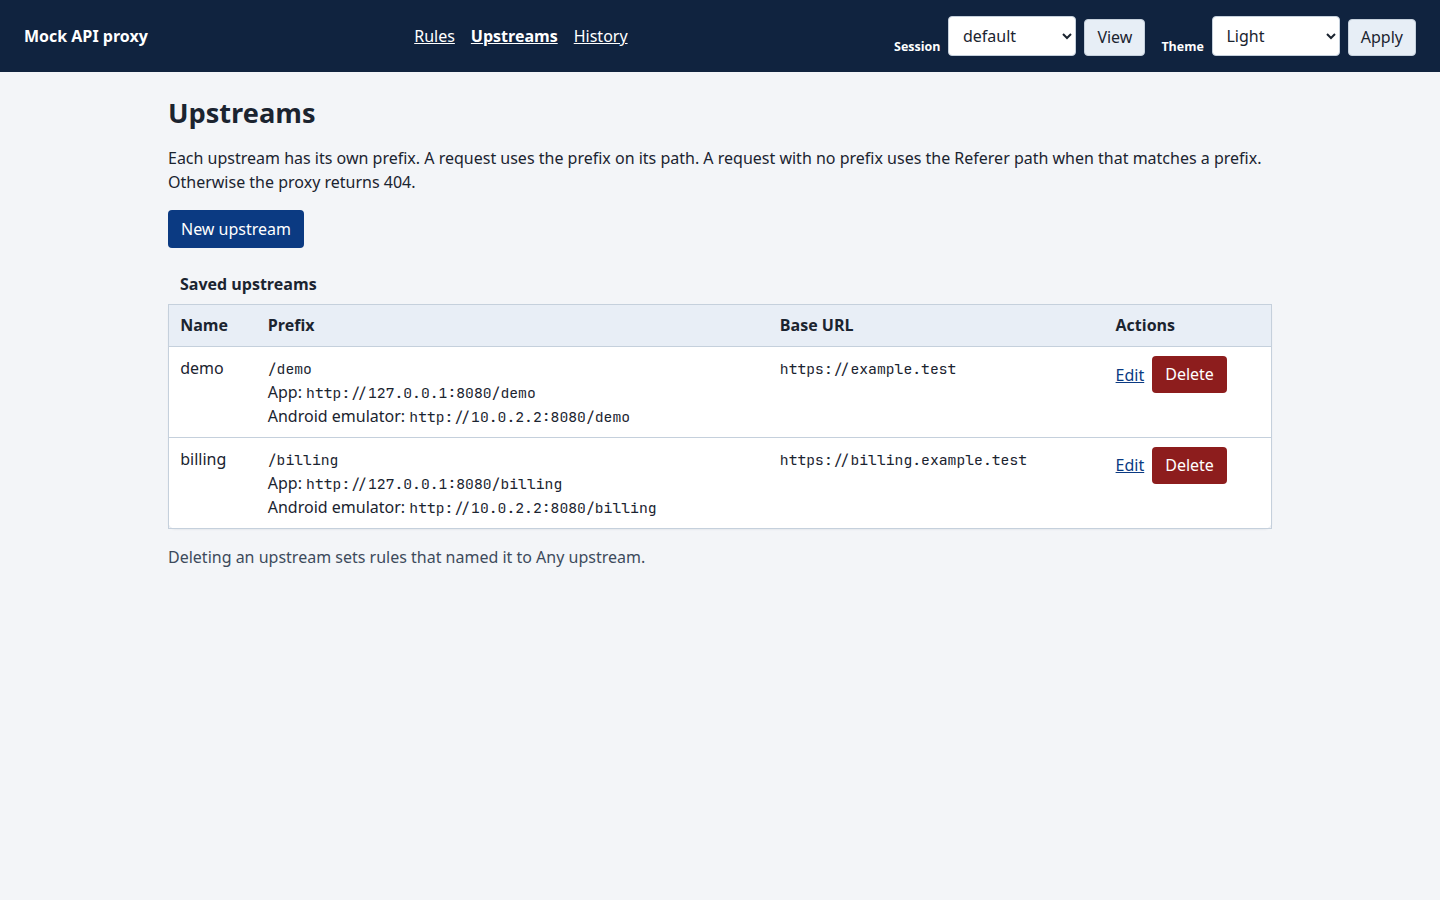 Mock API proxy
Rules Upstreams History
Session default View Theme Light Apply
Upstreams
Each upstream has its own prefix. A request uses the prefix on its path. A request with no prefix uses the Referer path when that matches a prefix.
Otherwise the proxy returns 404.
New upstream
Saved upstreams
Name Prefix Base URL Actions
demo /demo https://example.test Edit Delete
App: http://127.0.0.1:8080/demo
Android emulator: http://10.0.2.2:8080/demo
billing /billing https://billing.example.test Edit Delete
App: http://127.0.0.1:8080/billing
Android emulator: http://10.0.2.2:8080/billing
Deleting an upstream sets rules that named it to Any upstream.